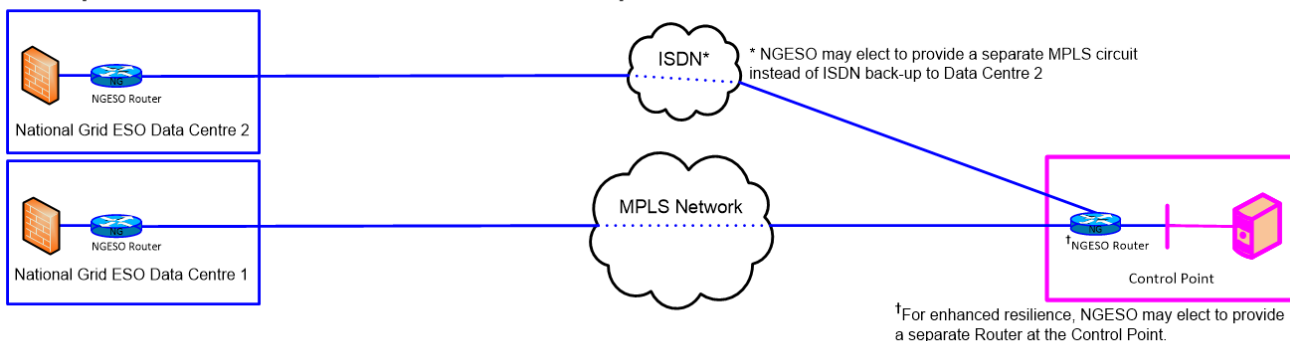 ISDN*
* NGESO may elect to provide a separate MPLS circuit
instead of ISDN back-up to Data Centre 2
NG
NGESO Router
National Grid ESO Data Centre 2
MPLS Network
NG
NGESO Router
National Grid ESO Data Centre 1
NG
†NGESO Router
Control Point
†For enhanced resilience, NGESO may elect to provide
a separate Router at the Control Point.